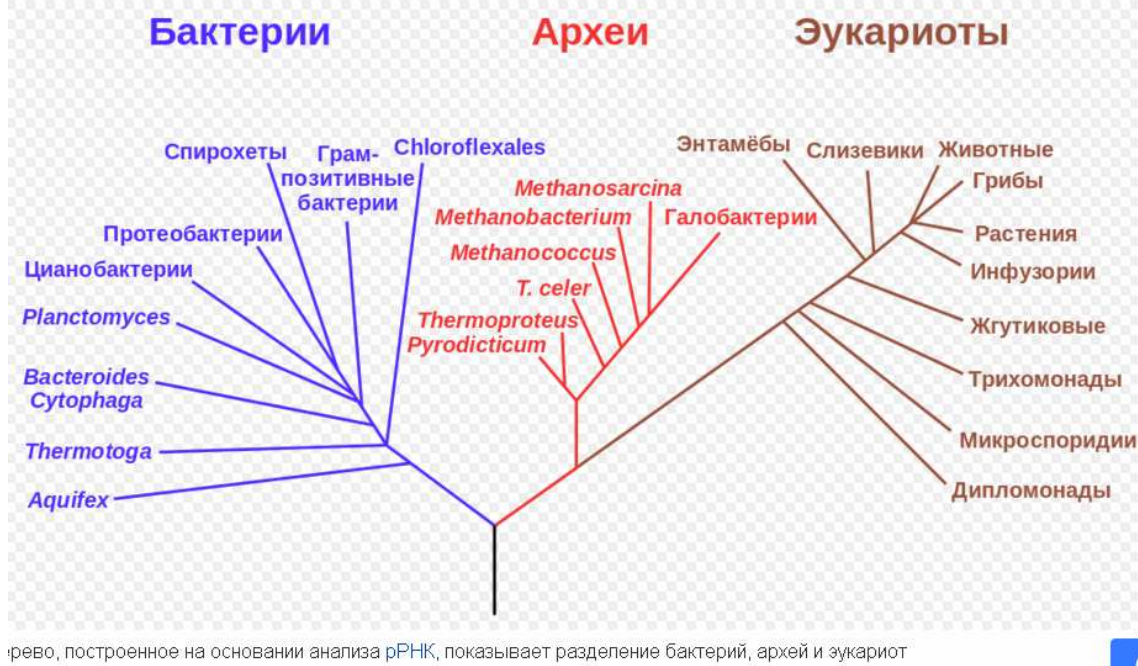 Бактерии
Археи
Эукариоты
Спирохеты
Грам-
позитивные
бактерии
Chloroflexales
Протеобактерии
Цианобактерии
Planctomyces
Bacteroides
Cytophaga
Thermotoga
Aquifex
Methanosarcina
Methanobacterium
Галобактерии
Methanococcus
T. celer
Thermoproteus
Pyrodicticum
Энтамёбы
Слизевики
Животные
Грибы
Растения
Инфузории
Жгутиковые
Трихомонады
Микроспоридии
Дипломонады
ерево, построенное на основании анализа рРНК, показывает разделение бактерий, архей и эукариот